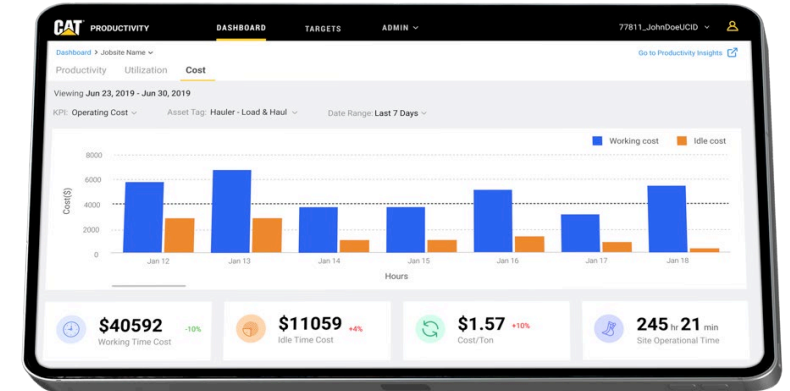 CAT PRODUCTIVITY DASHBOARD TARGETS ADMIN 77811_JohnDoeUCID
Dashboard > Jobsite Name Go to Productivity Insights
Productivity Utilization Cost
Viewing Jun 23, 2019 - Jun 30, 2019
KPI: Operating Cost Asset Tag: Hauler - Load & Haul Date Range: Last 7 Days
Working cost Idle cost
8000
6000
4000
2000
0
Cost($)
Jan 12 Jan 13 Jan 14 Jan 15 Jan 16 Jan 17 Jan 18
Hours
$40592 -10% $11059 +4% $1.57 +10% 245 hr 21 min
Working Time Cost Idle Time Cost Cost/Ton Site Operational Time